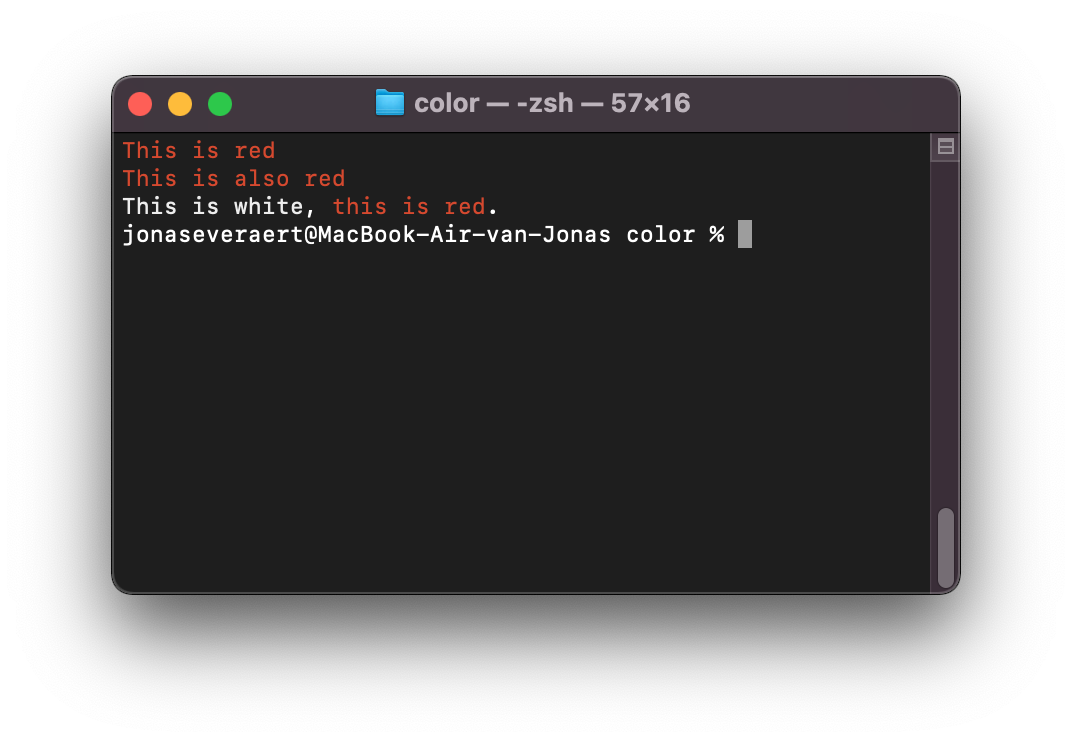 color — -zsh — 57×16
This is red
This is also red
This is white, this is red.
jonaseveraert@MacBook-Air-van-Jonas color %